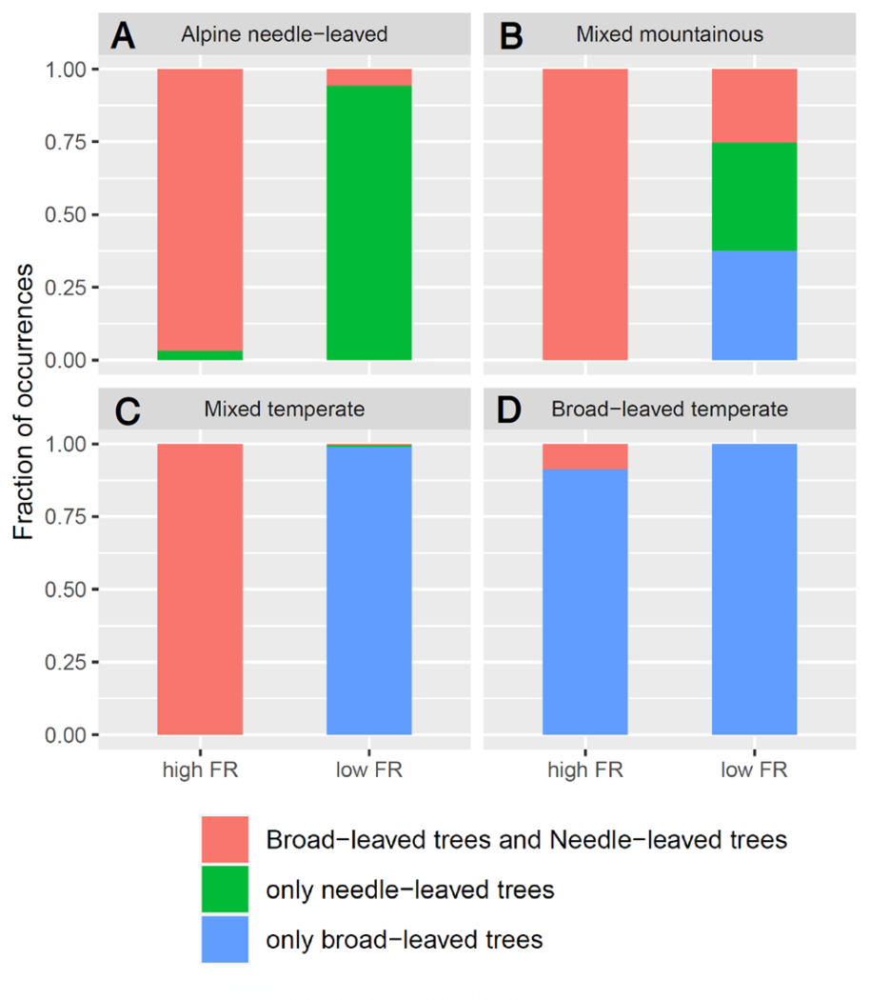 A Alpine needle−leaved
B Mixed mountainous
1.00
0.75
0.50
0.25
0.00
C Mixed temperate
D Broad−leaved temperate
1.00
0.75
0.50
0.25
0.00
Fraction of occurrences
high FR
low FR
high FR
low FR
Broad−leaved trees and Needle−leaved trees
only needle−leaved trees
only broad−leaved trees